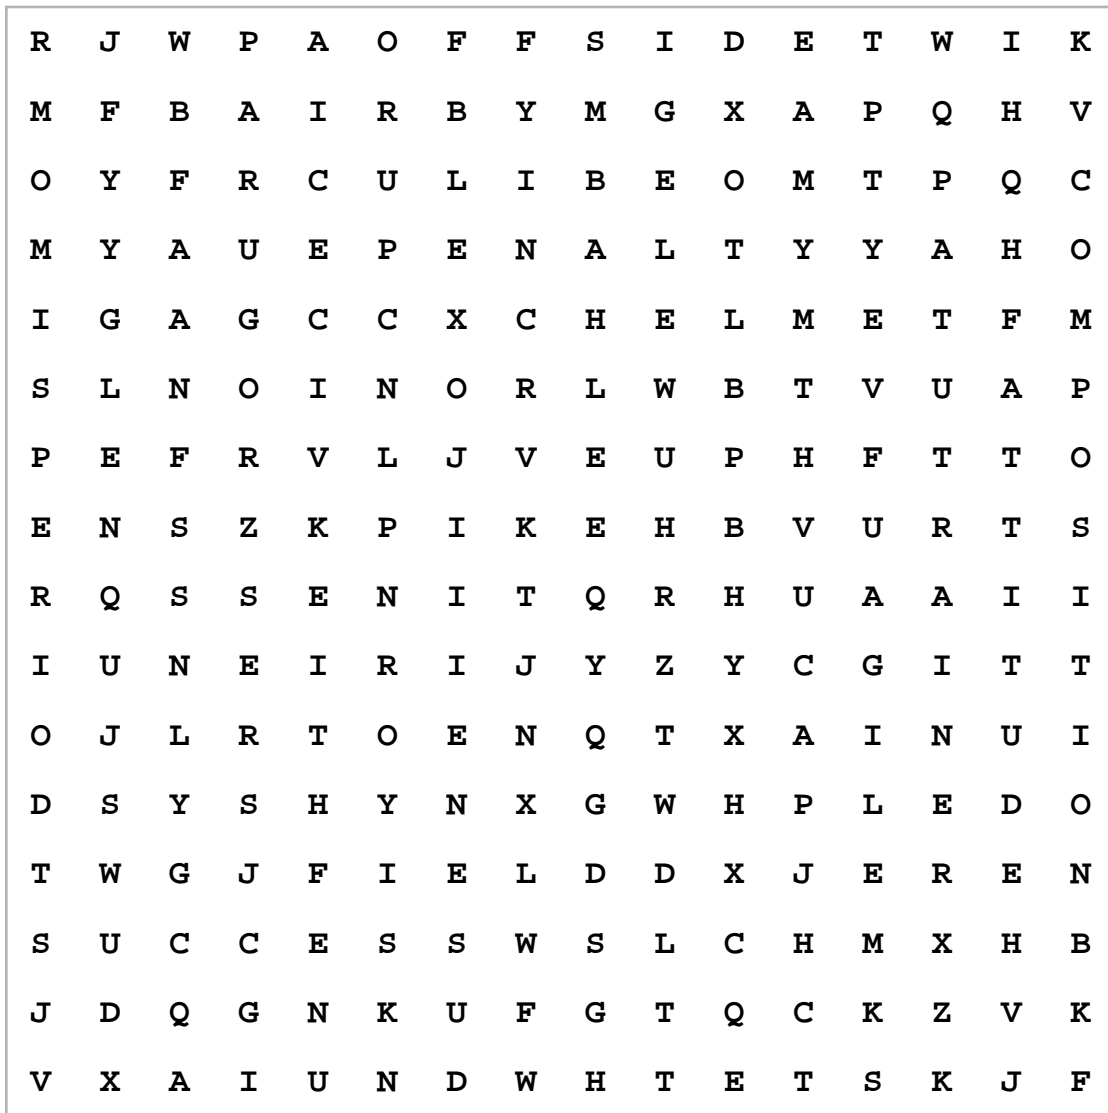 R J W P A O F F S I D E T W I K
M F B A I R B Y M G X A P Q H V
O Y F R C U L I B E O M T P Q C
M Y A U E P E N A L T Y Y A H O
I G A G C C X C H E L M E T F M
S L N O I N O R L W B T V U A P
P E F R V L J V E U P H F T T O
E N S Z K P I K E H B V U R T S
R Q S S E N I T Q R H U A A I I
I U N E I R I J Y Z Y C G I T T
O J L R T O E N Q T X A I N U I
D S Y S H Y N X G W H P L E D O
T W G J F I E L D D X J E R E N
S U C C E S S W S L C H M X H B
J D Q G N K U F G T Q C K Z V K
V X A I U N D W H T E T S K J F